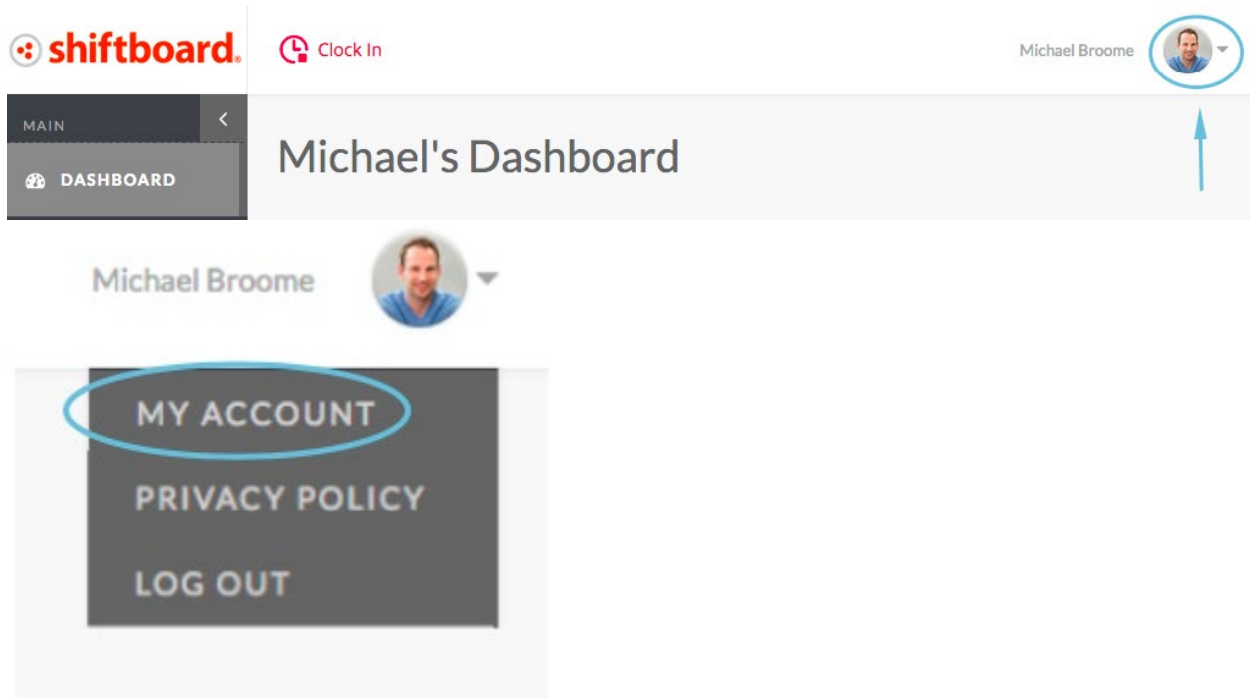 shiftboard.
Clock In
Michael Broome
MAIN
DASHBOARD
Michael's Dashboard
Michael Broome
MY ACCOUNT
PRIVACY POLICY
LOG OUT